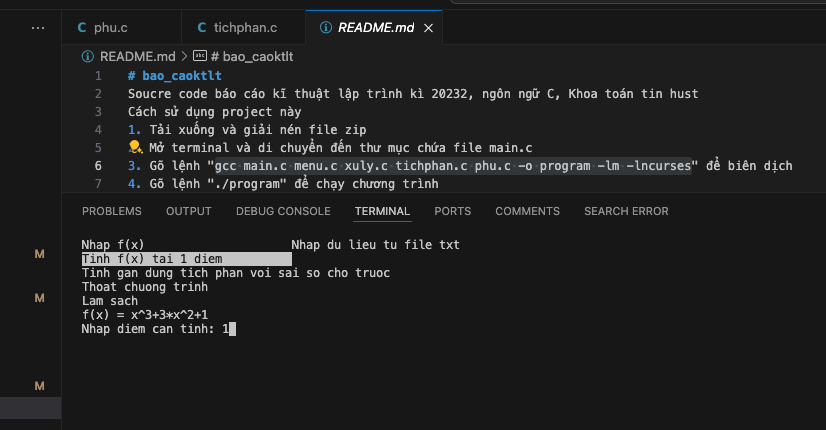 ...
C phu.c C tichphan.c README.md ×
README.md > # bao_caoktlt
1 # bao_caoktlt
2 Soucre code báo cáo kĩ thuật lập trình kì 20232, ngôn ngữ C, Khoa toán tin hust
3 Cách sử dụng project này
4 1. Tải xuống và giải nén file zip
5 Mở terminal và di chuyển đến thư mục chứa file main.c
6 3. Gõ lệnh "gcc main.c menu.c xuly.c tichphan.c phu.c -o program -lm -lncurses" để biên dịch
7 4. Gõ lệnh "./program" để chạy chương trình
PROBLEMS OUTPUT DEBUG CONSOLE TERMINAL PORTS COMMENTS SEARCH ERROR
Nhap f(x) Nhap du lieu tu file txt
M
Tinh f(x) tai 1 diem
Tinh gan dung tich phan voi sai so cho truoc
Thoat chuong trinh
M
Lam sach
f(x) = x^3+3*x^2+1
Nhap diem can tinh: 1
M